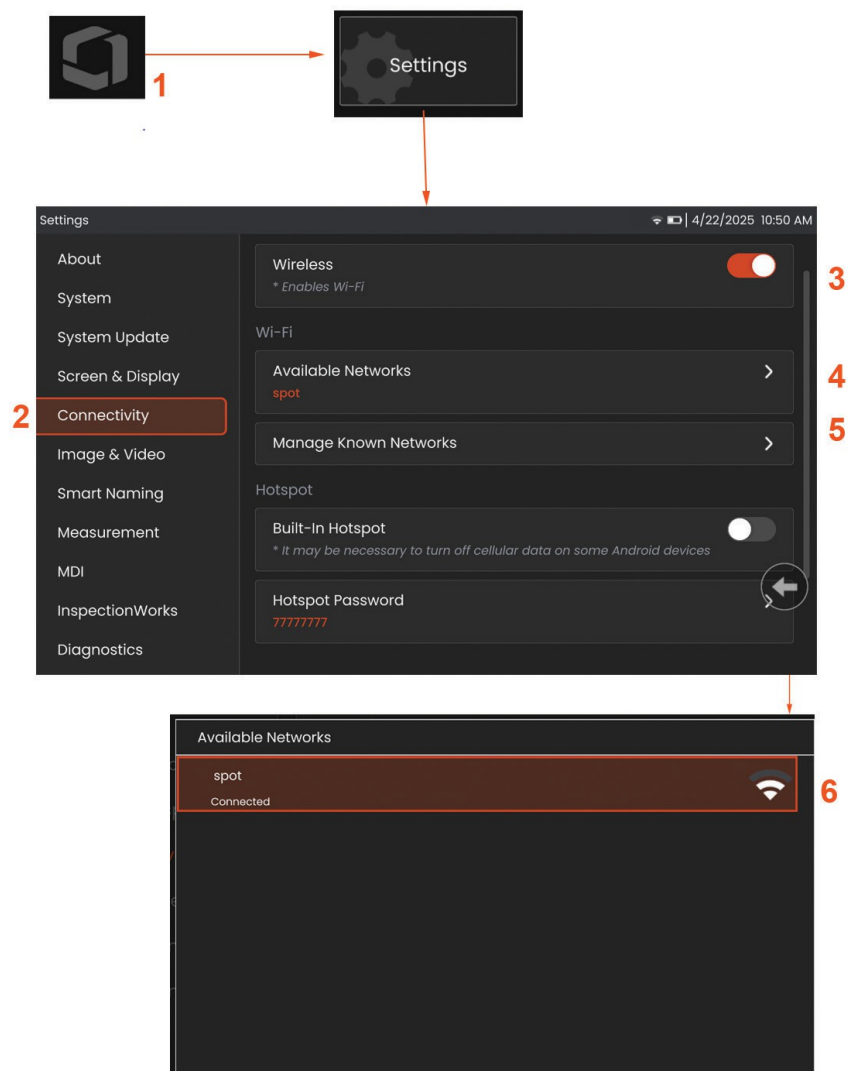 1
Settings
Settings
4/22/2025 10:50 AM
About
System
System Update
Screen & Display
2
Connectivity
Image & Video
Smart Naming
Measurement
MDI
InspectionWorks
Diagnostics
Wireless
* Enables Wi-Fi
3
Wi-Fi
Available Networks
spot
4
Manage Known Networks
5
Hotspot
Built-In Hotspot
* It may be necessary to turn off cellular data on some Android devices
Hotspot Password
77777777
Available Networks
spot
Connected
6